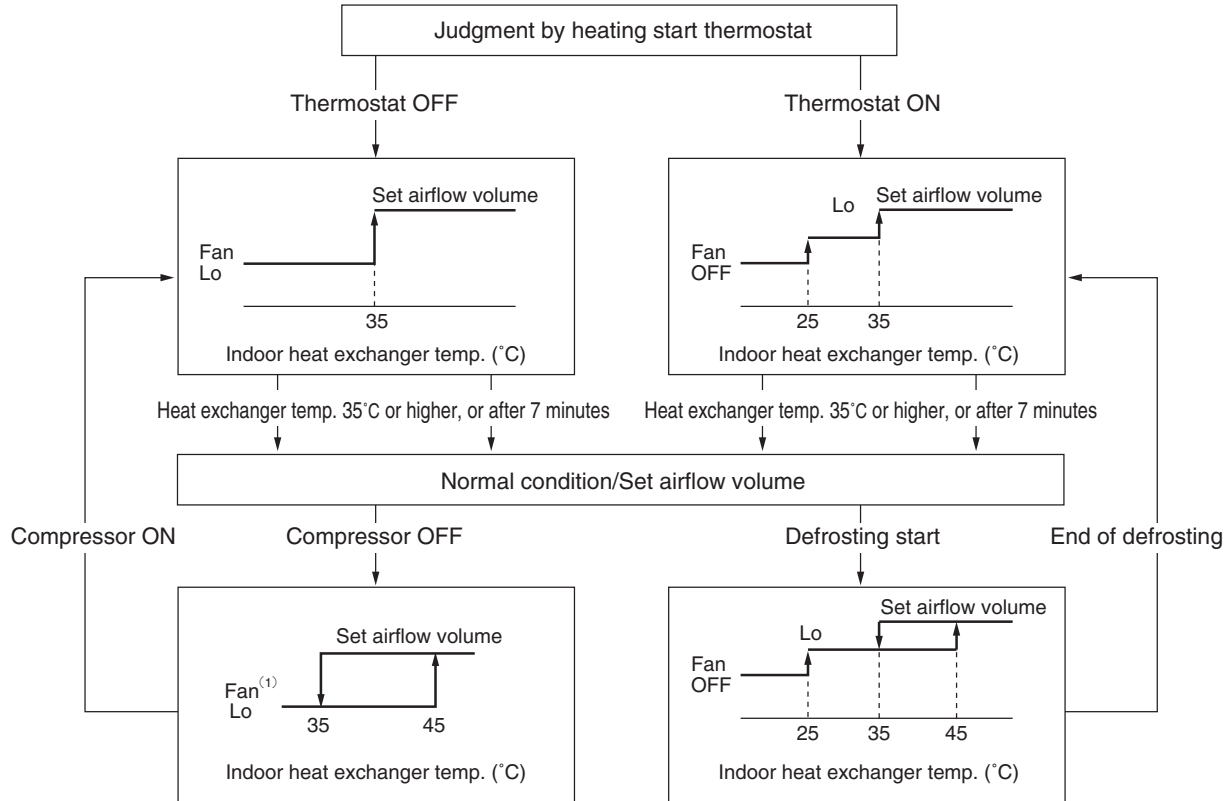 Judgment by heating start thermostat
Thermostat OFF
Thermostat ON
Set airflow volume
Fan
Lo
35
Indoor heat exchanger temp. (˚C)
Set airflow volume
Lo
Fan
OFF
25 35
Indoor heat exchanger temp. (˚C)
Heat exchanger temp. 35˚C or higher, or after 7 minutes
Heat exchanger temp. 35˚C or higher, or after 7 minutes
Normal condition/Set airflow volume
Compressor ON
Compressor OFF
Defrosting start
End of defrosting
Set airflow volume
Fan(1)
Lo
35 45
Indoor heat exchanger temp. (˚C)
Set airflow volume
Lo
Fan
OFF
25 35 45
Indoor heat exchanger temp. (˚C)